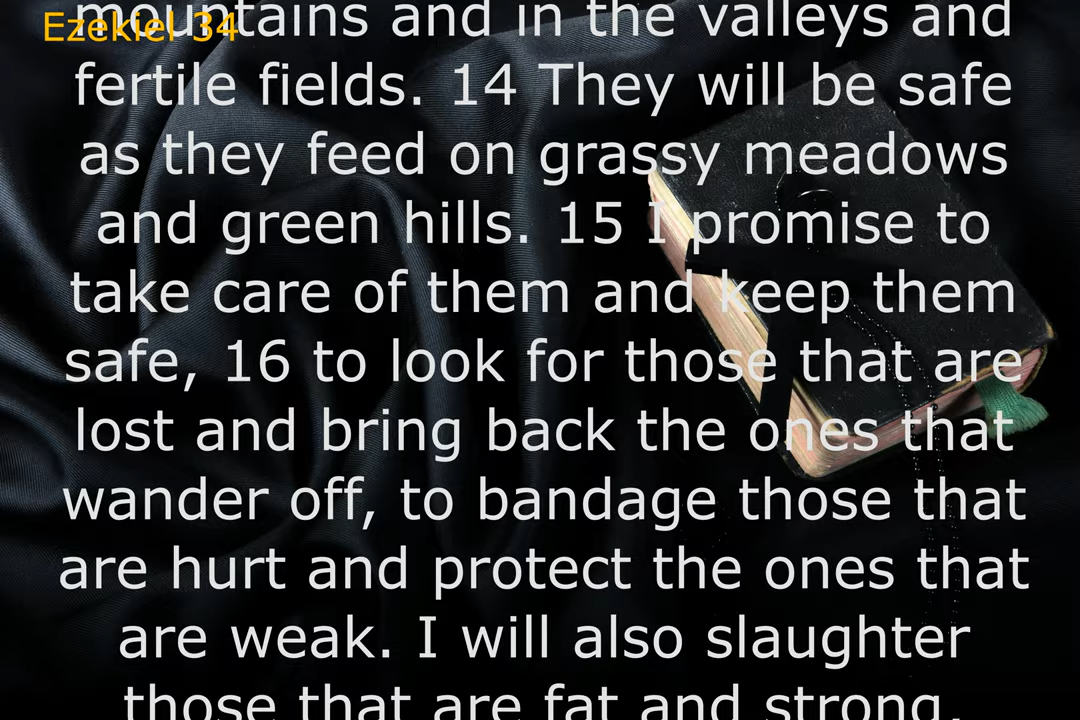 Ezekiel 34
mountains and in the valleys and
fertile fields. 14 They will be safe
as they feed on grassy meadows
and green hills. 15 I promise to
take care of them and keep them
safe, 16 to look for those that are
lost and bring back the ones that
wander off, to bandage those that
are hurt and protect the ones that
are weak. I will also slaughter
those that are fat and strong,